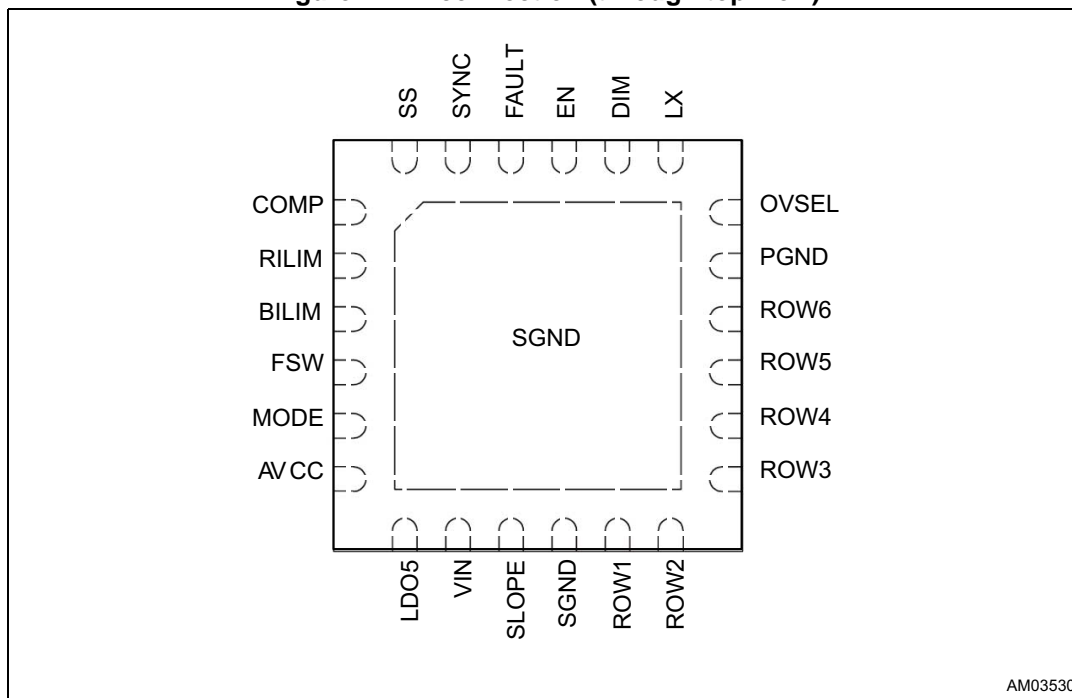 SS
SYNC
FAULT
EN
DIM
LX
COMP
RILIM
BILIM
FSW
MODE
AVCC
SGND
OVSEL
PGND
ROW6
ROW5
ROW4
ROW3
LDO5
VIN
SLOPE
SGND
ROW1
ROW2
AM03530